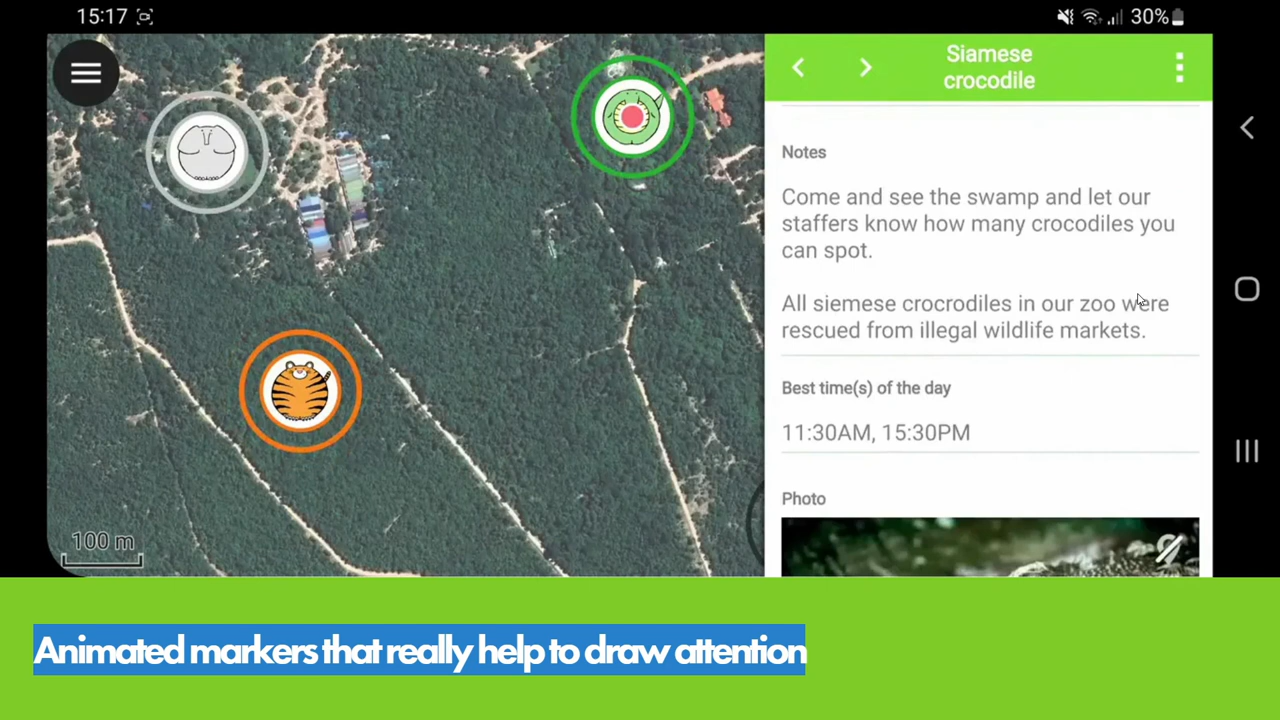 15:17
30%
Siamese
crocodile
Notes
Come and see the swamp and let our
staffers know how many crocodiles you
can spot.
All siemese crocrodiles in our zoo were
rescued from illegal wildlife markets.
Best time(s) of the day
11:30AM, 15:30PM
Photo
100 m
Animated markers that really help to draw attention